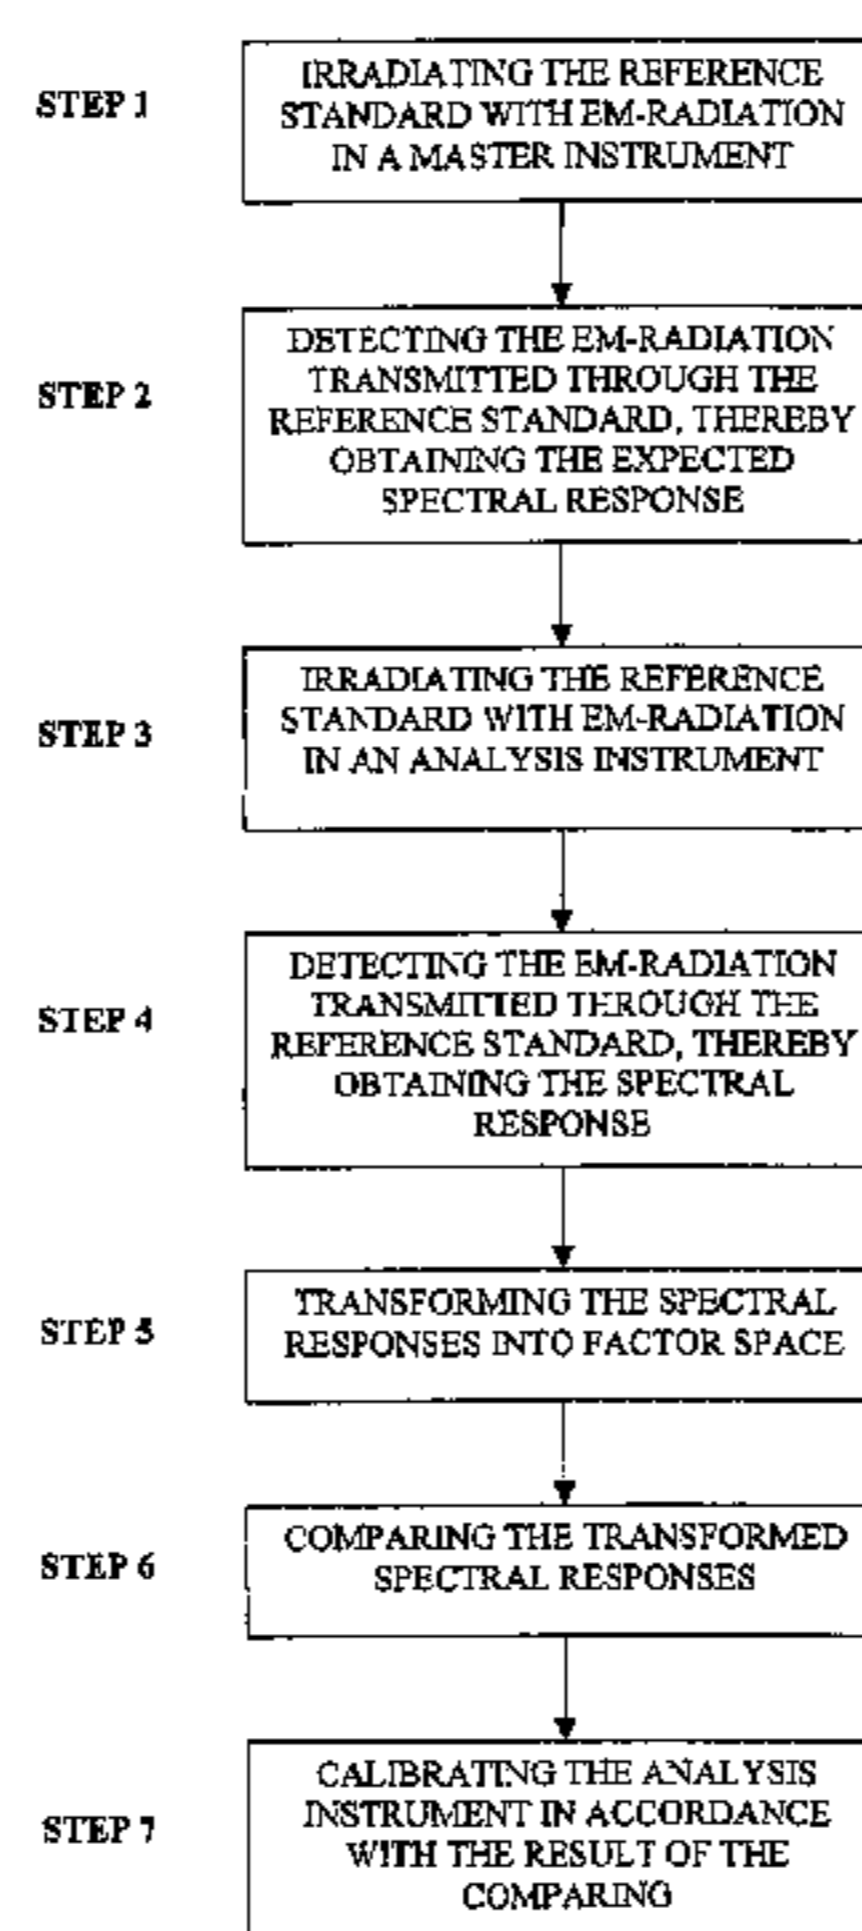 STEP 1
IRRADIATING THE REFERENCE
STANDARD WITH EM-RADIATION
IN A MASTER INSTRUMENT
STEP 2
DETECTING THE EM-RADIATION
TRANSMITTED THROUGH THE
REFERENCE STANDARD, THEREBY
OBTAINING THE EXPECTED
SPECTRAL RESPONSE
STEP 3
IRRADIATING THE REFERENCE
STANDARD WITH EM-RADIATION
IN AN ANALYSIS INSTRUMENT
STEP 4
DETECTING THE EM-RADIATION
TRANSMITTED THROUGH THE
REFERENCE STANDARD, THEREBY
OBTAINING THE SPECTRAL
RESPONSE
STEP 5
TRANSFORMING THE SPECTRAL
RESPONSES INTO FACTOR SPACE
STEP 6
COMPARING THE TRANSFORMED
SPECTRAL RESPONSES
STEP 7
CALIBRATING THE ANALYSIS
INSTRUMENT IN ACCORDANCE
WITH THE RESULT OF THE
COMPARING